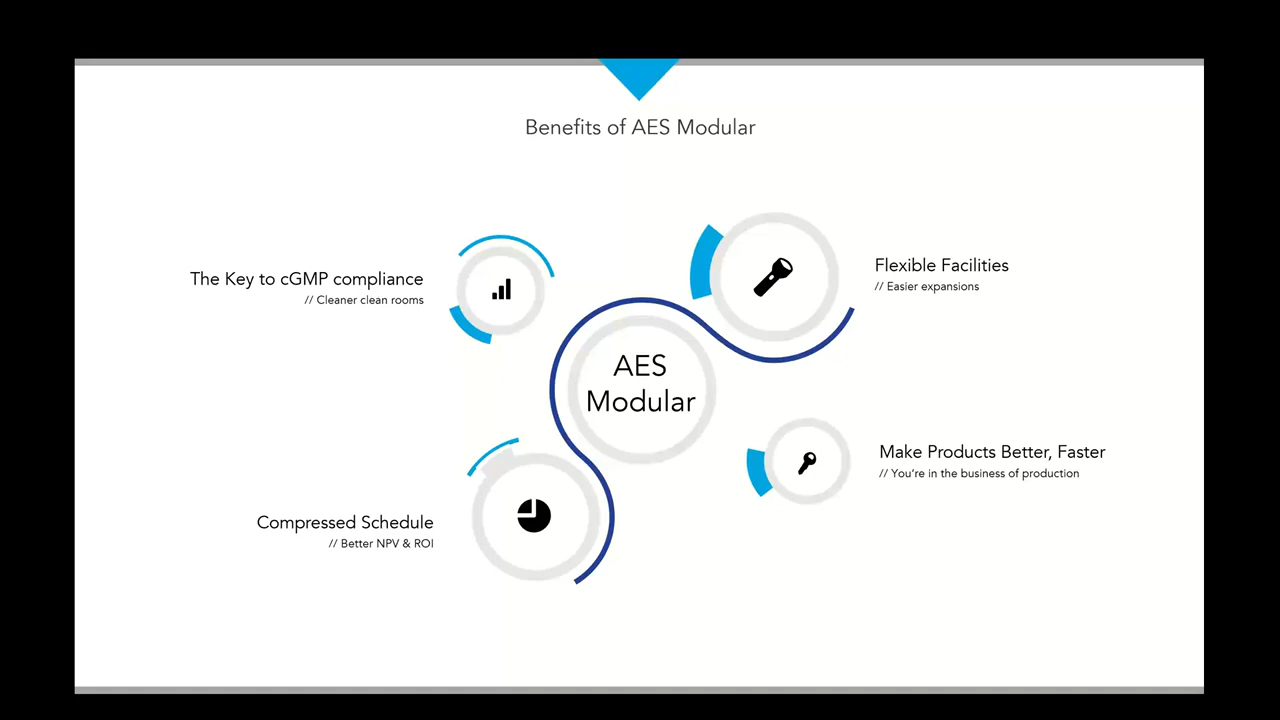 Benefits of AES Modular
The Key to cGMP compliance
// Cleaner clean rooms
Flexible Facilities
// Easier expansions
AES
Modular
Make Products Better, Faster
// You're in the business of production
Compressed Schedule
// Better NPV & ROI